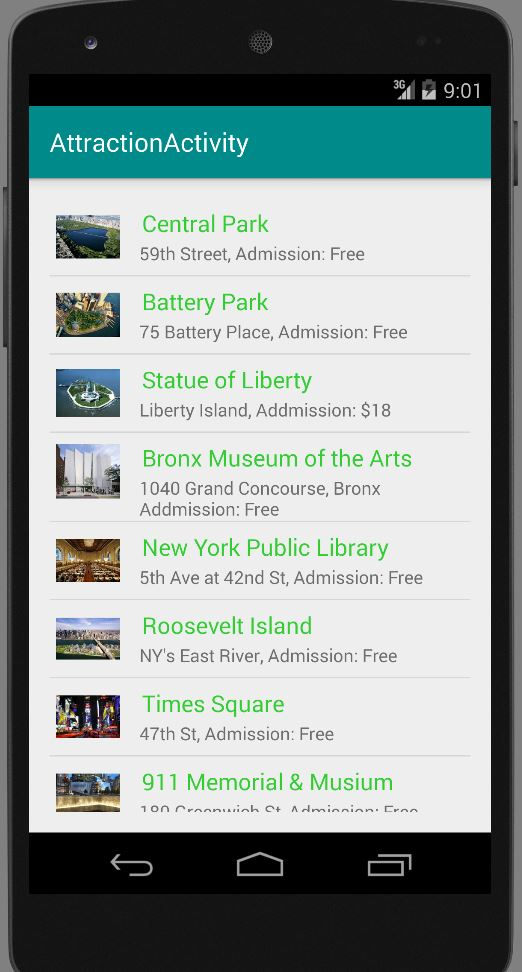 3G 9:01
AttractionActivity
Central Park
59th Street, Admission: Free
Battery Park
75 Battery Place, Admission: Free
Statue of Liberty
Liberty Island, Addmission: $18
Bronx Museum of the Arts
1040 Grand Concourse, Bronx
Addmission: Free
New York Public Library
5th Ave at 42nd St, Admission: Free
Roosevelt Island
NY's East River, Admission: Free
Times Square
47th St, Admission: Free
911 Memorial & Musium
180 Greenwich St, Admission: Free